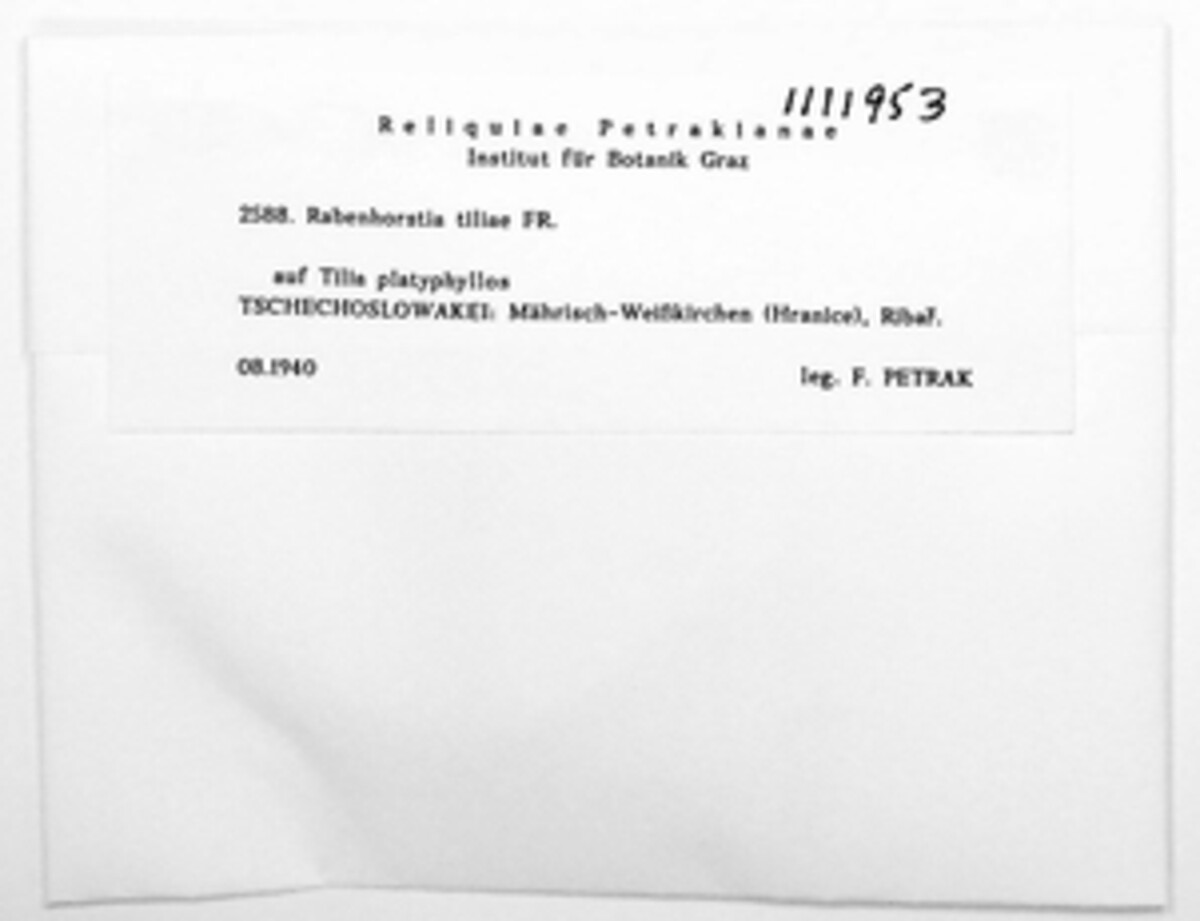 1111953
Reliquiae Petrakianae
Institut für Botanik Graz
2588. Rabenhorstia tiliae FR.
auf Tilia platyphyllos
TSCHECHOSLOWAKEI: Mährisch-Weißkirchen (Hranice), Ribař.
08.1940
leg. F. PETRAK